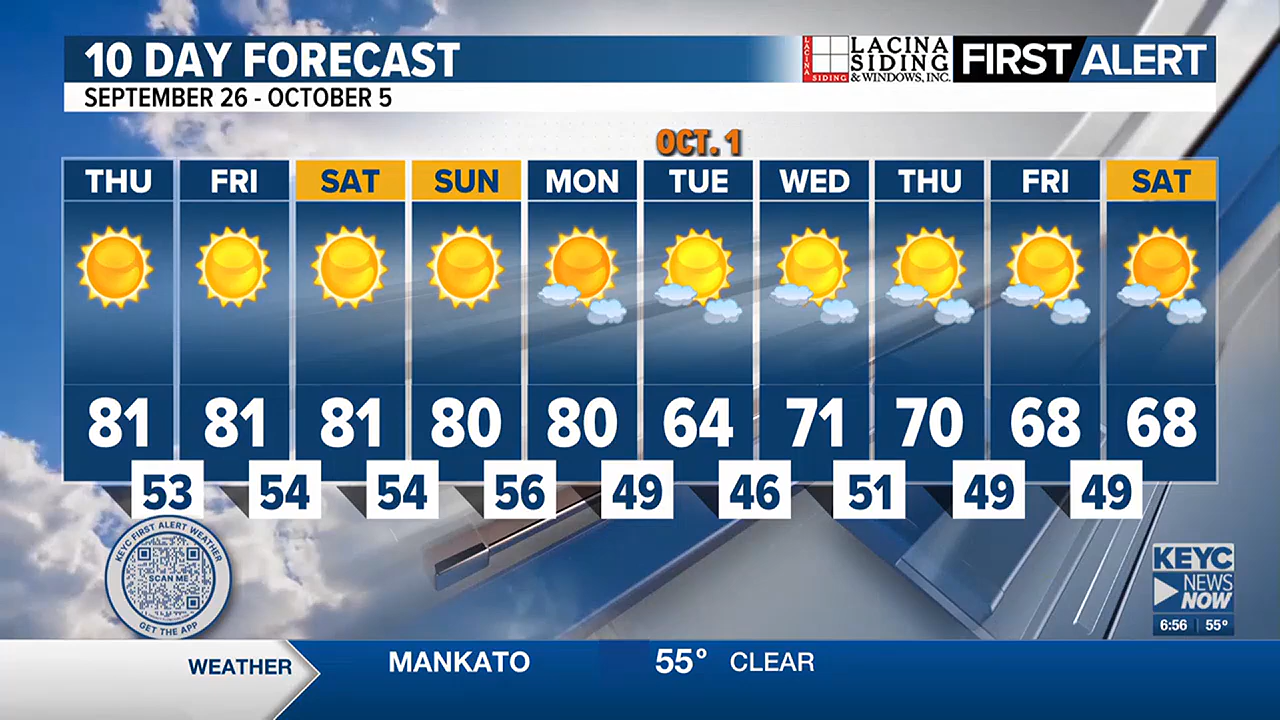 10 DAY FORECAST
SEPTEMBER 26 - OCTOBER 5
LACINA
SIDING
LACINA
SIDING
& WINDOWS, INC.
FIRST ALERT
OCT. 1
THU FRI SAT SUN MON TUE WED THU FRI SAT
81 81 81 80 80 64 71 70 68 68
53 54 54 56 49 46 51 49 49
KEYC FIRST ALERT WEATHER
SCAN ME
GET THE APP
KEYC
NEWS
NOW
6:56 55°
WEATHER MANKATO 55° CLEAR